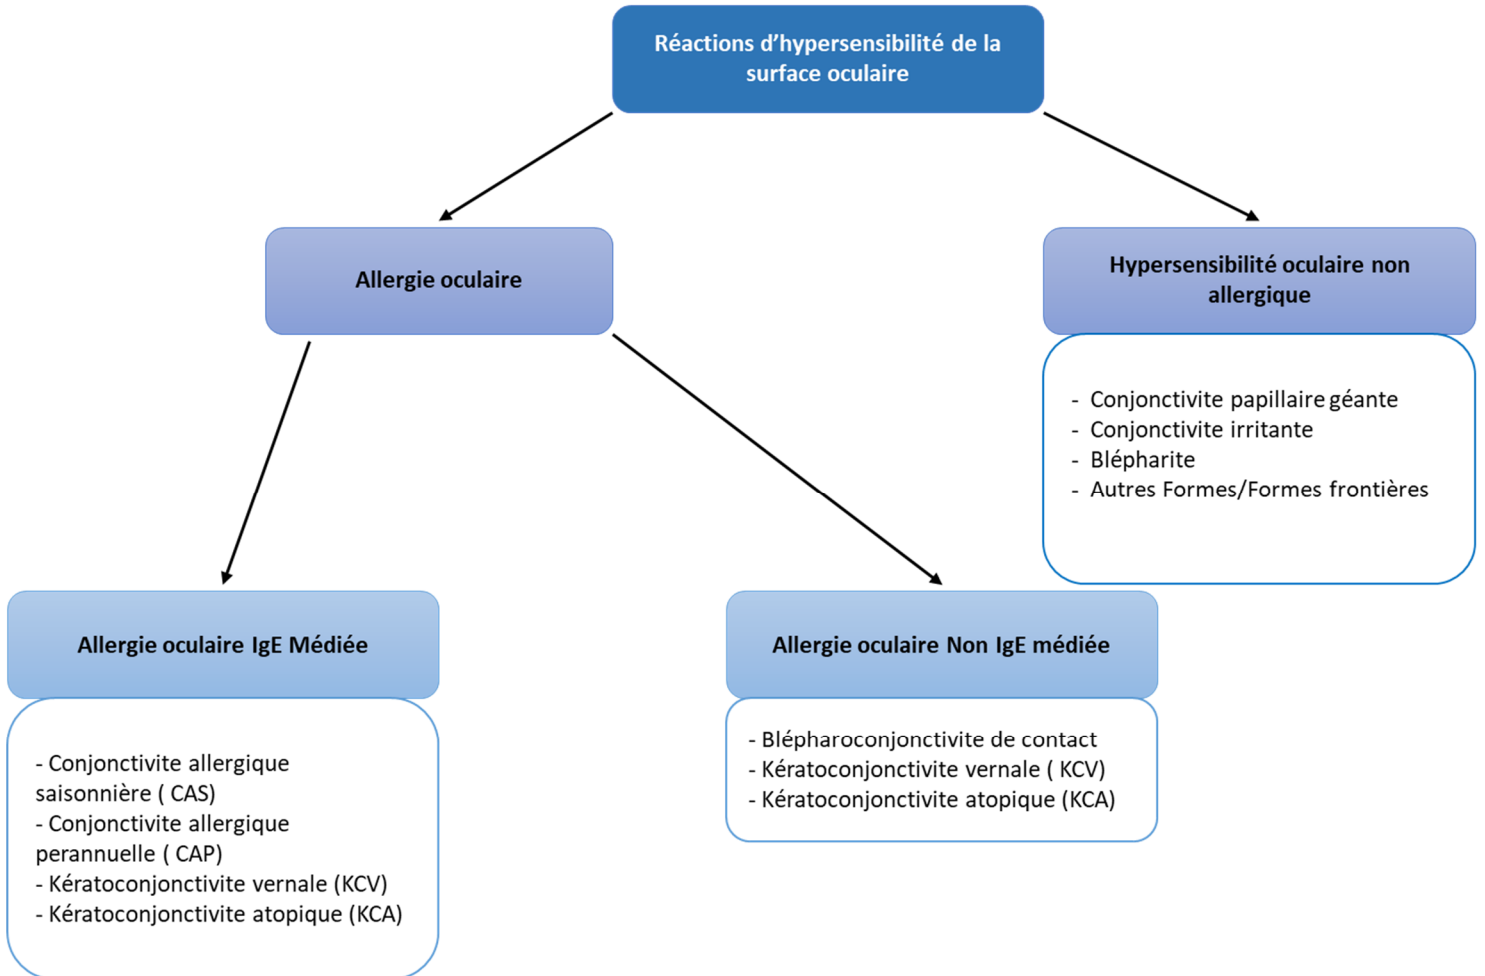 Réactions d’hypersensibilité de la
surface oculaire
Allergie oculaire
Hypersensibilité oculaire non
allergique
- Conjonctivite papillaire géante
- Conjonctivite irritante
- Blépharite
- Autres Formes/Formes frontières
Allergie oculaire IgE Médiée
Allergie oculaire Non IgE médiée
- Conjonctivite allergique
saisonnière ( CAS)
- Conjonctivite allergique
perannuelle ( CAP)
- Kératoconjonctivite vernale (KCV)
- Kératoconjonctivite atopique (KCA)
- Blépharoconjonctivite de contact
- Kératoconjonctivite vernale ( KCV)
- Kératoconjonctivite atopique (KCA)